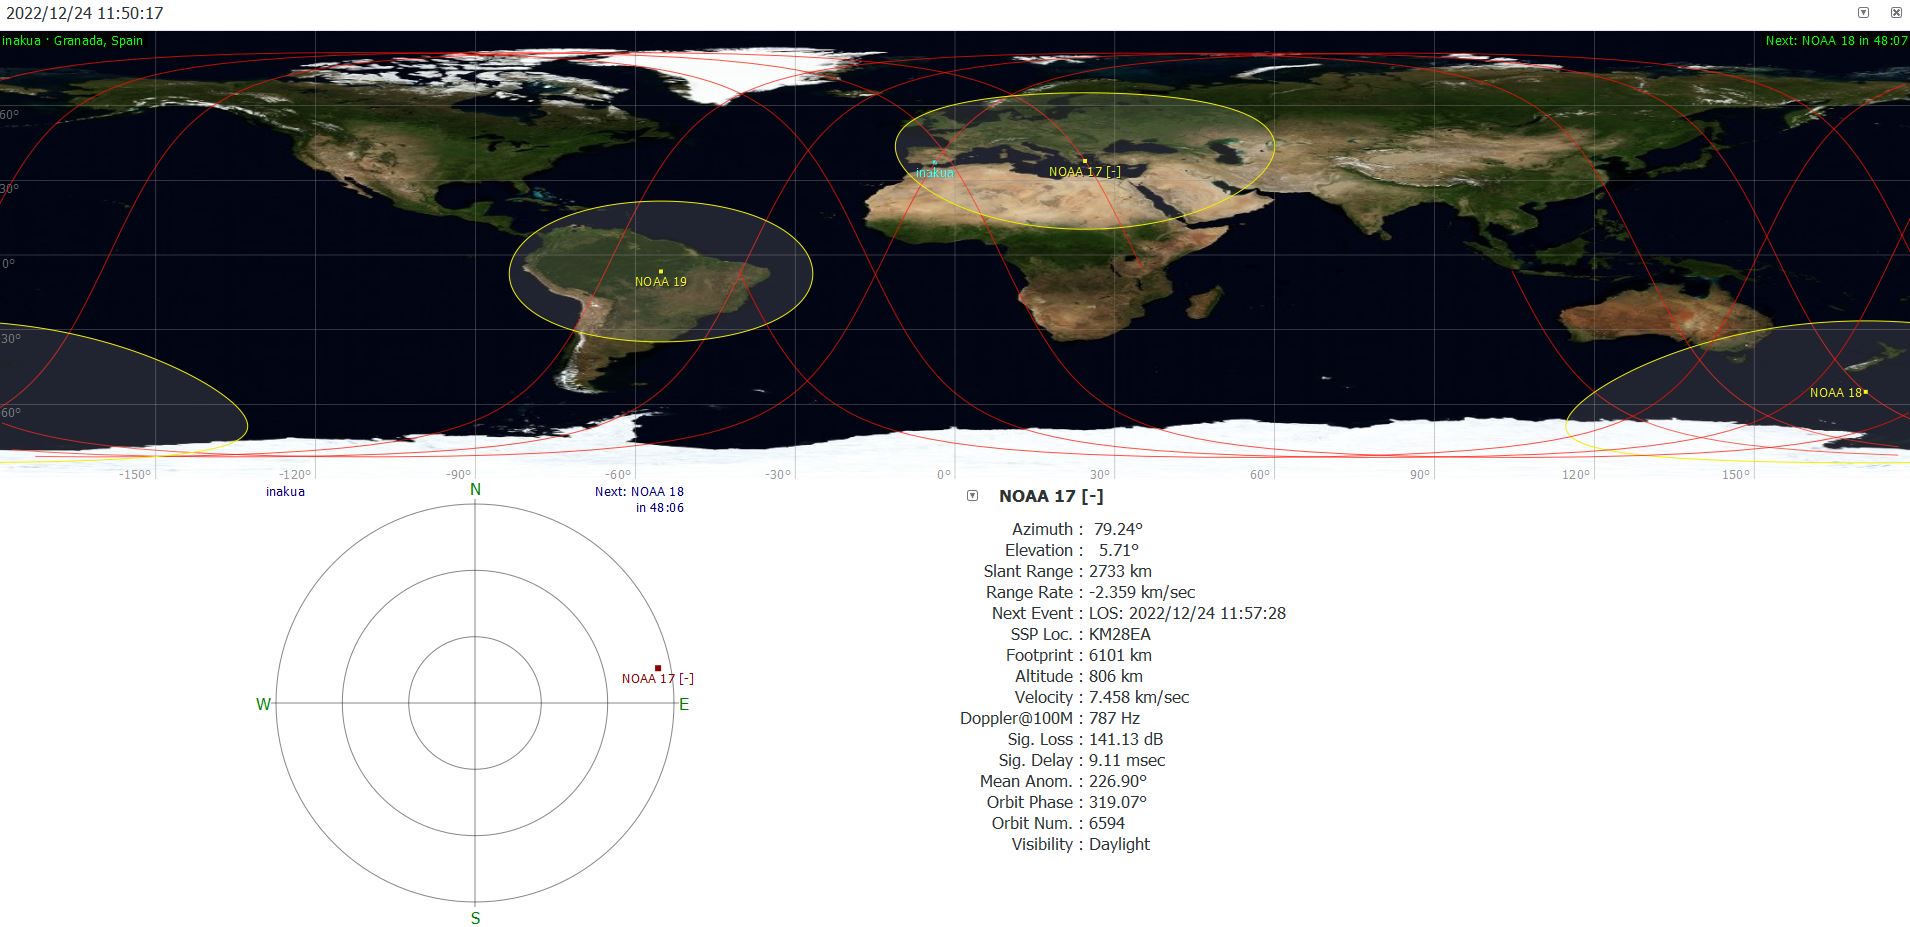 2022/12/24 11:50:17
inakua · Granada, Spain
Next: NOAA 18 in 48:07
60°
30°
0°
30°
60°
inakua
NOAA 17 [-]
NOAA 19
NOAA 18
-150°
-120°
-90°
-60°
-30°
0°
30°
60°
90°
120°
150°
inakua
N
Next: NOAA 18
in 48:06
NOAA 17 [-]
W
E
S
NOAA 17 [-]
Azimuth : 79.24°
Elevation : 5.71°
Slant Range : 2733 km
Range Rate : -2.359 km/sec
Next Event : LOS: 2022/12/24 11:57:28
SSP Loc. : KM28EA
Footprint : 6101 km
Altitude : 806 km
Velocity : 7.458 km/sec
Doppler@100M : 787 Hz
Sig. Loss : 141.13 dB
Sig. Delay : 9.11 msec
Mean Anom. : 226.90°
Orbit Phase : 319.07°
Orbit Num. : 6594
Visibility : Daylight